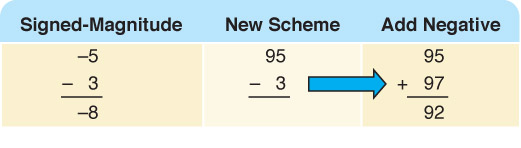 Signed-Magnitude New Scheme Add Negative
–5 95 95
– 3 – 3 + 97
–8 92